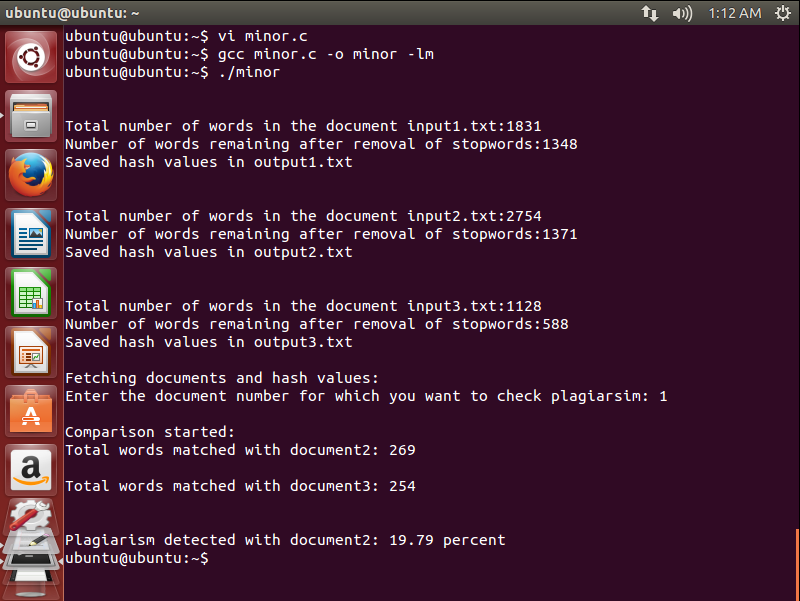 ubuntu@ubuntu: ~
1:12 AM
ubuntu@ubuntu:~$ vi minor.c
ubuntu@ubuntu:~$ gcc minor.c -o minor -lm
ubuntu@ubuntu:~$ ./minor
Total number of words in the document input1.txt:1831
Number of words remaining after removal of stopwords:1348
Saved hash values in output1.txt
Total number of words in the document input2.txt:2754
Number of words remaining after removal of stopwords:1371
Saved hash values in output2.txt
Total number of words in the document input3.txt:1128
Number of words remaining after removal of stopwords:588
Saved hash values in output3.txt
Fetching documents and hash values:
Enter the document number for which you want to check plagiarsim: 1
Comparison started:
Total words matched with document2: 269
Total words matched with document3: 254
Plagiarism detected with document2: 19.79 percent
ubuntu@ubuntu:~$